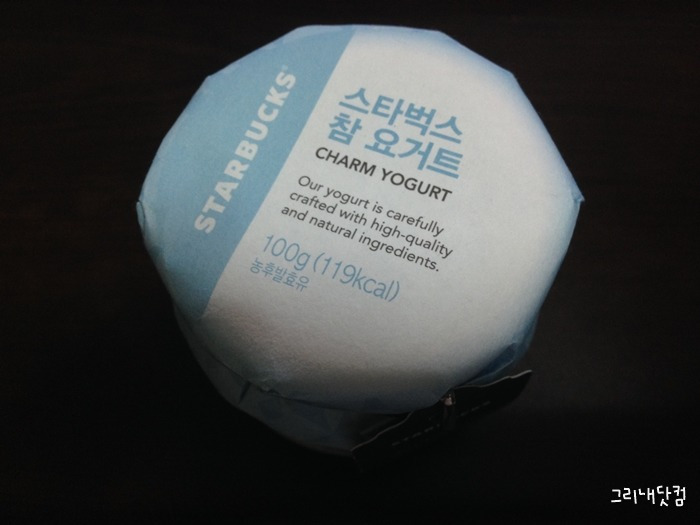 STARBUCKS®
스타벅스
참 요거트
CHARM YOGURT
Our yogurt is carefully
crafted with high-quality
and natural ingredients.
100g (119kcal)
농후발효유
STARBUCKS
그리내닷컴